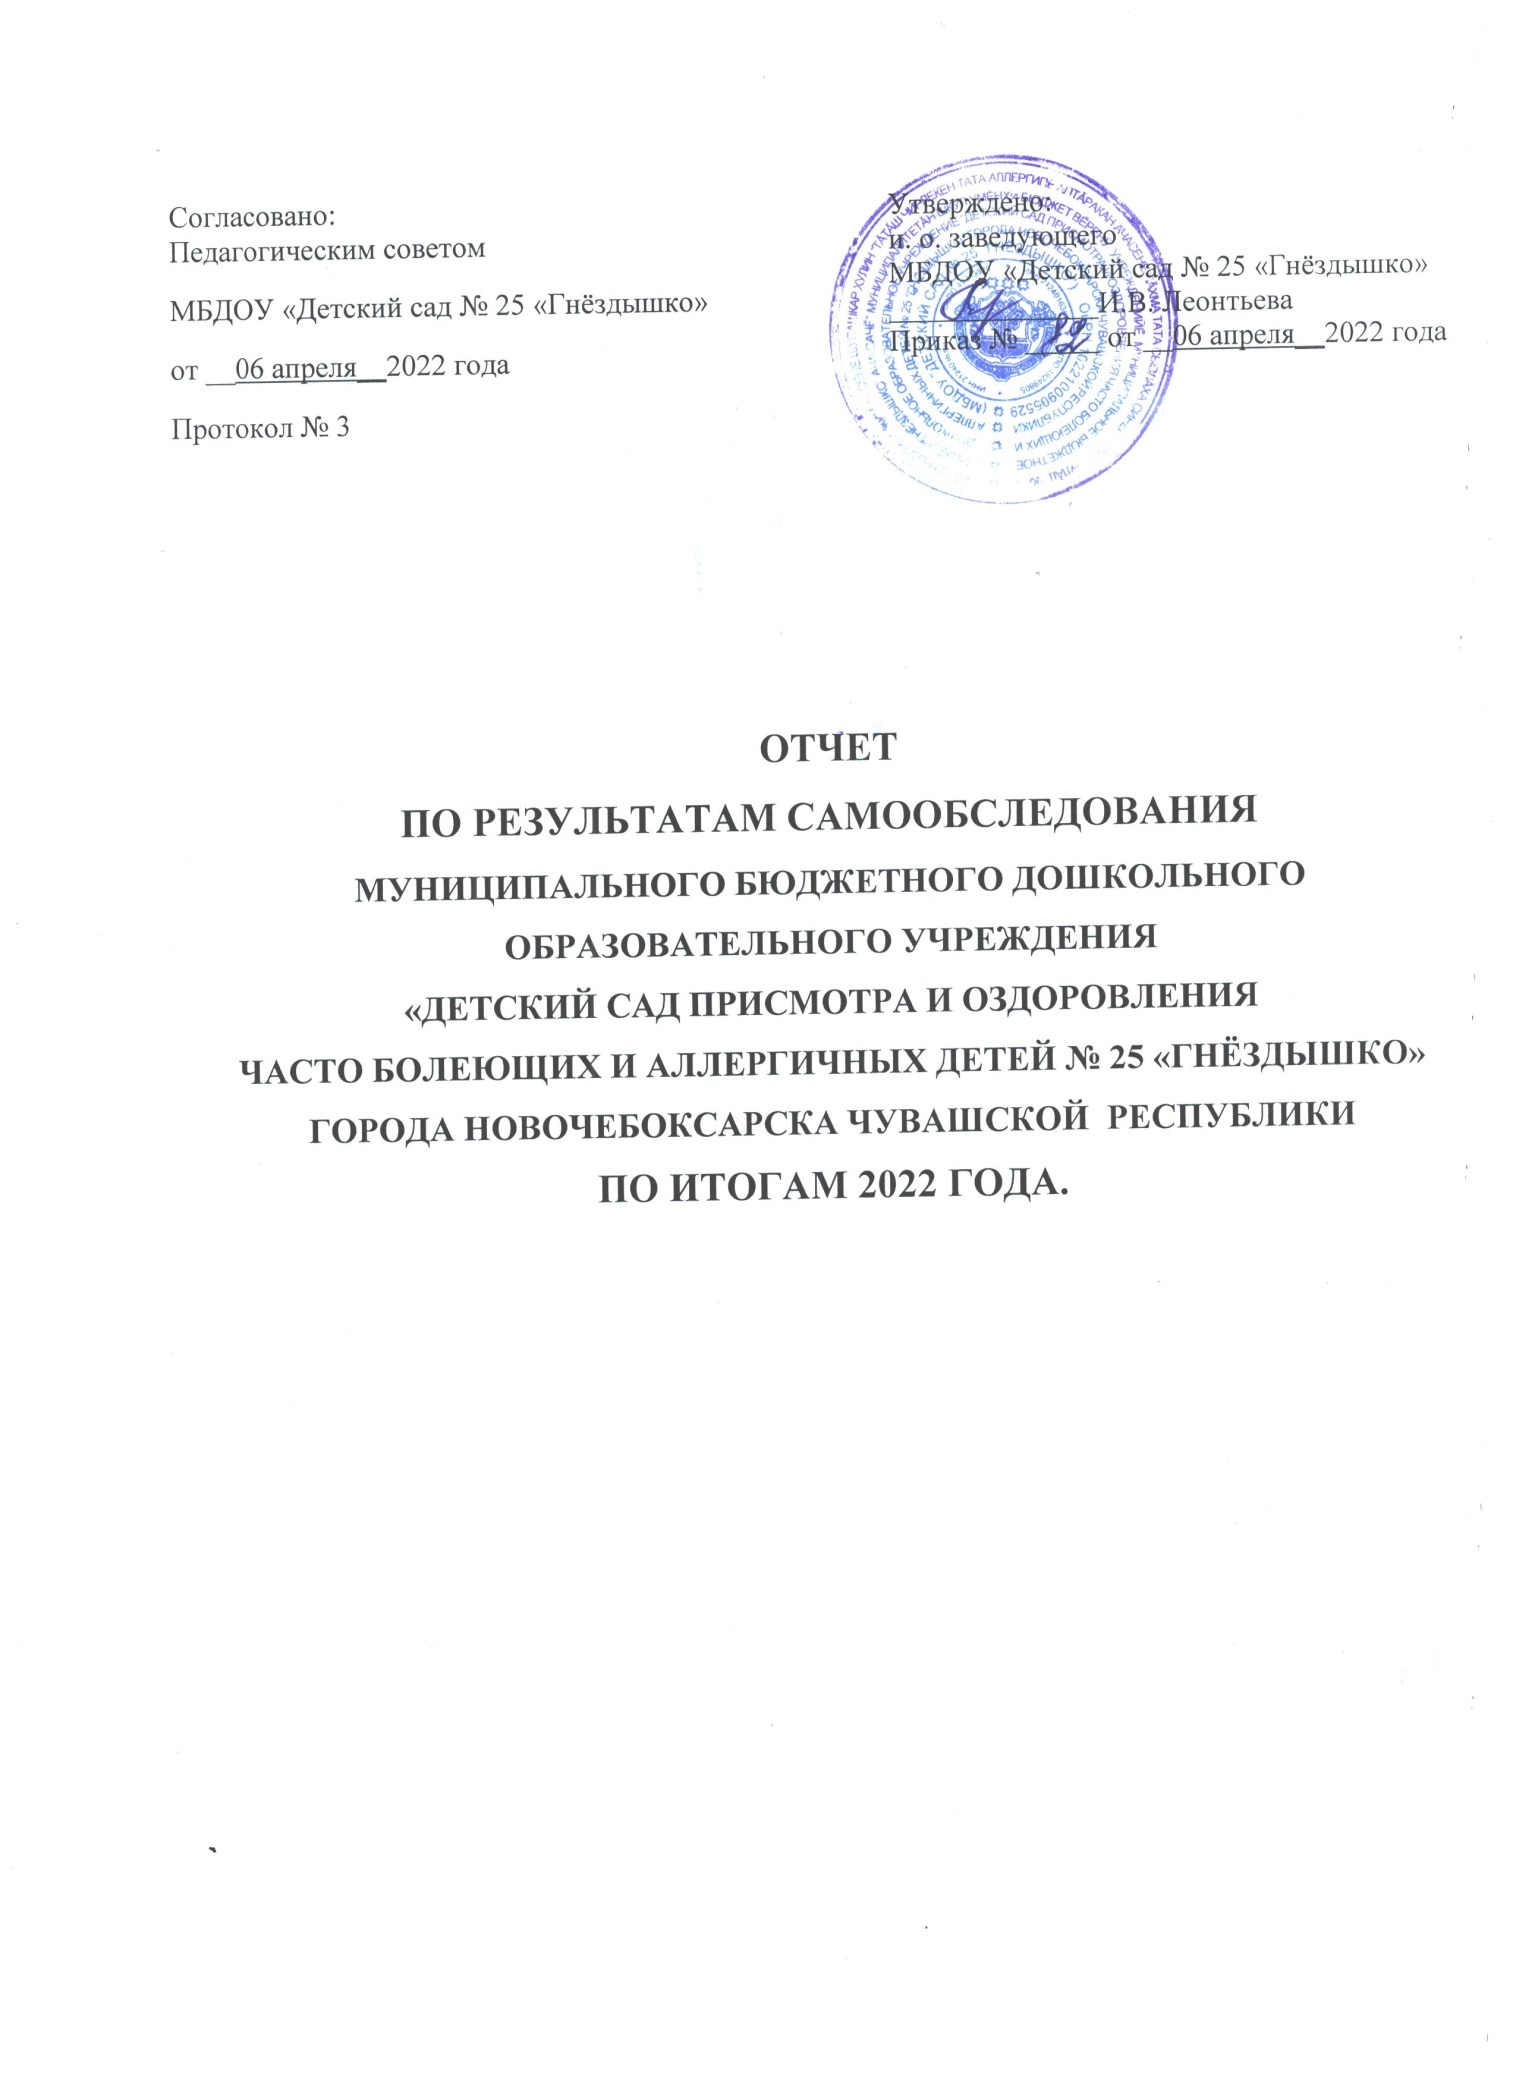 Согласовано:
Педагогическим советом
МБДОУ «Детский сад № 25 «Гнёздышко»
от __06 апреля__2022 года
Протокол № 3
Утверждено:
и. о. заведующего
МБДОУ «Детский сад № 25 «Гнёздышко»
И.В. Леонтьева
Приказ № 82 от __06 апреля__2022 года
ОТЧЕТ
ПО РЕЗУЛЬТАТАМ САМООБСЛЕДОВАНИЯ
МУНИЦИПАЛЬНОГО БЮДЖЕТНОГО ДОШКОЛЬНОГО
ОБРАЗОВАТЕЛЬНОГО УЧРЕЖДЕНИЯ
«ДЕТСКИЙ САД ПРИСМОТРА И ОЗДОРОВЛЕНИЯ
ЧАСТО БОЛЕЮЩИХ И АЛЛЕРГИЧНЫХ ДЕТЕЙ № 25 «ГНЁЗДЫШКО»
ГОРОДА НОВОЧЕБОКСАРСКА ЧУВАШСКОЙ РЕСПУБЛИКИ
ПО ИТОГАМ 2022 ГОДА.